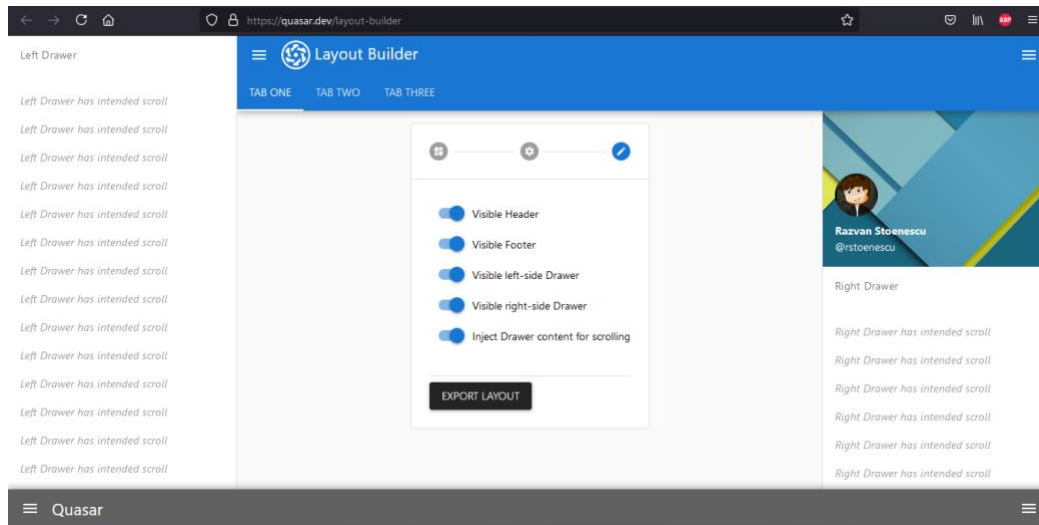 https://quasar.dev/layout-builder
ABP
Left Drawer
Left Drawer has intended scroll
Left Drawer has intended scroll
Left Drawer has intended scroll
Left Drawer has intended scroll
Left Drawer has intended scroll
Left Drawer has intended scroll
Left Drawer has intended scroll
Left Drawer has intended scroll
Left Drawer has intended scroll
Left Drawer has intended scroll
Left Drawer has intended scroll
Left Drawer has intended scroll
Left Drawer has intended scroll
Left Drawer has intended scroll
Layout Builder
TAB ONE TAB TWO TAB THREE
Visible Header
Visible Footer
Visible left-side Drawer
Visible right-side Drawer
Inject Drawer content for scrolling
EXPORT LAYOUT
Razvan Stoenescu
@rstoenescu
Right Drawer
Right Drawer has intended scroll
Right Drawer has intended scroll
Right Drawer has intended scroll
Right Drawer has intended scroll
Right Drawer has intended scroll
Right Drawer has intended scroll
Quasar